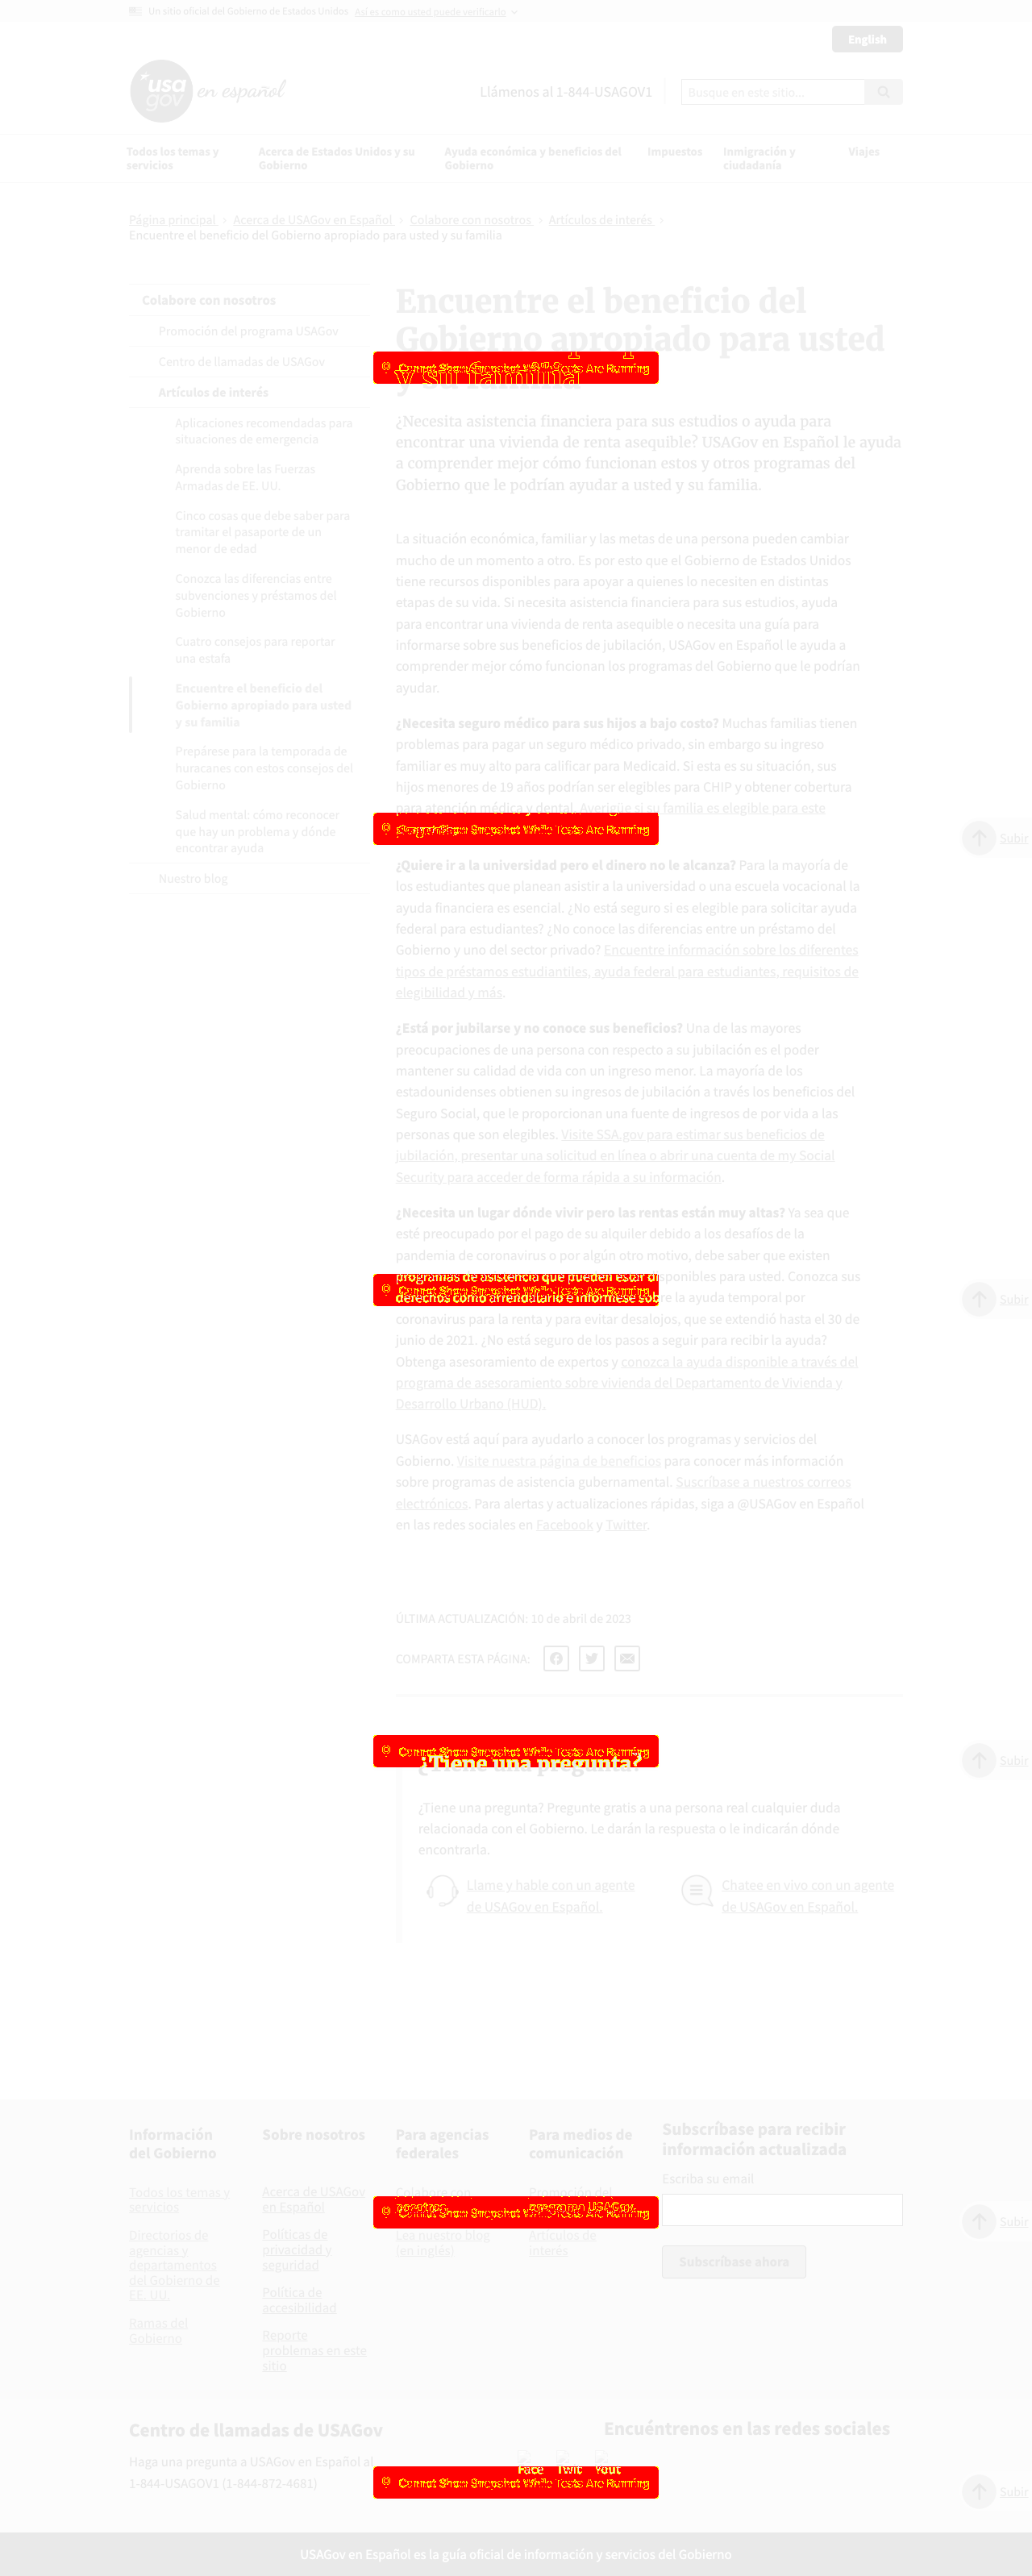 Un sitio oficial del Gobierno de Estados Unidos Así es como usted puede verificarlo
English
usa gov en español
Llámenos al 1-844-USAGOV1
Busque en este sitio...
Todos los temas y servicios
Acerca de Estados Unidos y su Gobierno
Ayuda económica y beneficios del Gobierno
Impuestos
Inmigración y ciudadanía
Viajes
Página principal › Acerca de USAGov en Español › Colabore con nosotros › Artículos de interés ›
Encuentre el beneficio del Gobierno apropiado para usted y su familia
Colabore con nosotros
Promoción del programa USAGov
Centro de llamadas de USAGov
Artículos de interés
Aplicaciones recomendadas para
situaciones de emergencia
Aprenda sobre las Fuerzas
Armadas de EE. UU.
Cinco cosas que debe saber para
tramitar el pasaporte de un
menor de edad
Conozca las diferencias entre
subvenciones y préstamos del
Gobierno
Cuatro consejos para reportar
una estafa
Encuentre el beneficio del
Gobierno apropiado para usted
y su familia
Prepárese para la temporada de
huracanes con estos consejos del
Gobierno
Salud mental: cómo reconocer
que hay un problema y dónde
encontrar ayuda
Nuestro blog
Encuentre el beneficio del
Gobierno apropiado para usted
y su familia
Cannot Show Snapshot While Tests Are Running
¿Necesita asistencia financiera para sus estudios o ayuda para
encontrar una vivienda de renta asequible? USAGov en Español le ayuda
a comprender mejor cómo funcionan estos y otros programas del
Gobierno que le podrían ayudar a usted y su familia.
La situación económica, familiar y las metas de una persona pueden cambiar
mucho de un momento a otro. Es por esto que el Gobierno de Estados Unidos
tiene recursos disponibles para apoyar a quienes lo necesiten en distintas
etapas de su vida. Si necesita asistencia financiera para sus estudios, ayuda
para encontrar una vivienda de renta asequible o necesita una guía para
informarse sobre sus beneficios de jubilación, USAGov en Español le ayuda a
comprender mejor cómo funcionan los programas del Gobierno que le podrían
ayudar.
¿Necesita seguro médico para sus hijos a bajo costo? Muchas familias tienen
problemas para pagar un seguro médico privado, sin embargo su ingreso
familiar es muy alto para calificar para Medicaid. Si esta es su situación, sus
hijos menores de 19 años podrían ser elegibles para CHIP y obtener cobertura
para atención médica y dental. Averigüe si su familia es elegible para este
Cannot Show Snapshot While Tests Are Running
Subir
¿Quiere ir a la universidad pero el dinero no le alcanza? Para la mayoría de
los estudiantes que planean asistir a la universidad o una escuela vocacional la
ayuda financiera es esencial. ¿No está seguro si es elegible para solicitar ayuda
federal para estudiantes? ¿No conoce las diferencias entre un préstamo del
Gobierno y uno del sector privado? Encuentre información sobre los diferentes
tipos de préstamos estudiantiles, ayuda federal para estudiantes, requisitos de
elegibilidad y más.
¿Está por jubilarse y no conoce sus beneficios? Una de las mayores
preocupaciones de una persona con respecto a su jubilación es el poder
mantener su calidad de vida con un ingreso menor. La mayoría de los
estadounidenses obtienen su ingresos de jubilación a través los beneficios del
Seguro Social, que le proporcionan una fuente de ingresos de por vida a las
personas que son elegibles. Visite SSA.gov para estimar sus beneficios de
jubilación, presentar una solicitud en línea o abrir una cuenta de my Social
Security para acceder de forma rápida a su información.
¿Necesita un lugar dónde vivir pero las rentas están muy altas? Ya sea que
esté preocupado por el pago de su alquiler debido a los desafíos de la
pandemia de coronavirus o por algún otro motivo, debe saber que existen
programas de asistencia que pueden estar disponibles para usted. Conozca sus
Cannot Show Snapshot While Tests Are Running
derechos como arrendatario e infórmese sobre la ayuda temporal por
Subir
coronavirus para la renta y para evitar desalojos, que se extendió hasta el 30 de
junio de 2021. ¿No está seguro de los pasos a seguir para recibir la ayuda?
Obtenga asesoramiento de expertos y conozca la ayuda disponible a través del
programa de asesoramiento sobre vivienda del Departamento de Vivienda y
Desarrollo Urbano (HUD).
USAGov está aquí para ayudarlo a conocer los programas y servicios del
Gobierno. Visite nuestra página de beneficios para conocer más información
sobre programas de asistencia gubernamental. Suscríbase a nuestros correos
electrónicos. Para alertas y actualizaciones rápidas, siga a @USAGov en Español
en las redes sociales en Facebook y Twitter.
ÚLTIMA ACTUALIZACIÓN: 10 de abril de 2023
COMPARTA ESTA PÁGINA:
Cannot Show Snapshot While Tests Are Running
¿Tiene una pregunta?
Subir
¿Tiene una pregunta? Pregunte gratis a una persona real cualquier duda
relacionada con el Gobierno. Le darán la respuesta o le indicarán dónde
encontrarla.
Llame y hable con un agente
de USAGov en Español.
Chatee en vivo con un agente
de USAGov en Español.
Información
del Gobierno
Todos los temas y
servicios
Directorios de
agencias y
departamentos
del Gobierno de
EE. UU.
Ramas del
Gobierno
Sobre nosotros
Acerca de USAGov
en Español
Políticas de
privacidad y
seguridad
Política de
accesibilidad
Reporte
problemas en este
sitio
Para agencias
federales
Colabore con
nosotros
Lea nuestro blog
(en inglés)
Para medios de
comunicación
Promoción del
programa USAGov
Artículos de
interés
Cannot Show Snapshot While Tests Are Running
Subscríbase para recibir
información actualizada
Escriba su email
Subscríbase ahora
Subir
Centro de llamadas de USAGov
Haga una pregunta a USAGov en Español al
1-844-USAGOV1 (1-844-872-4681)
Encuéntrenos en las redes sociales
Face Twit Yout
Cannot Show Snapshot While Tests Are Running
Subir
USAGov en Español es la guía oficial de información y servicios del Gobierno